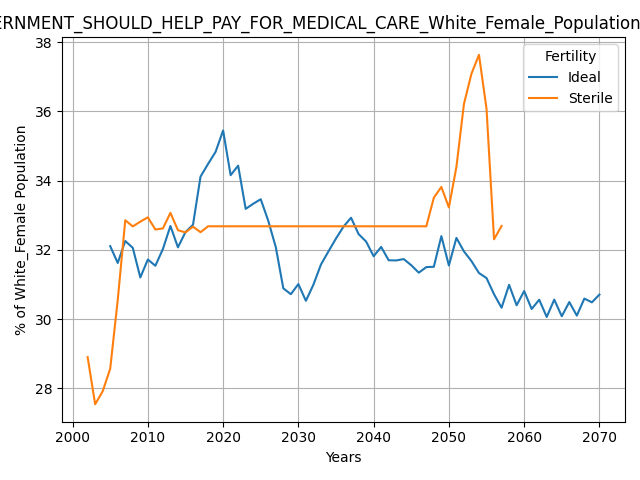 ERNMENT_SHOULD_HELP_PAY_FOR_MEDICAL_CARE_White_Female_Population
38
36
34
32
30
28
% of White_Female Population
Fertility
Ideal
Sterile
2000 2010 2020 2030 2040 2050 2060 2070
Years